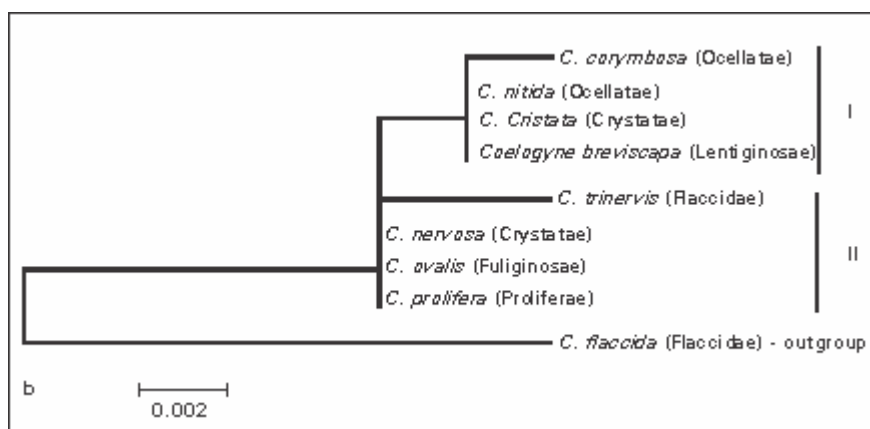 C. corymbosa (Ocellatae)
C. nitida (Ocellatae)
C. Cristata (Crystatae)
Coelogyne breviscapa (Lentiginosae)
I
C. trinervis (Flaccidae)
C. nervosa (Crystatae)
C. ovalis (Fuliginosae)
II
C. prolifera (Proliferae)
C. flaccida (Flaccidae) - outgroup
b
0.002